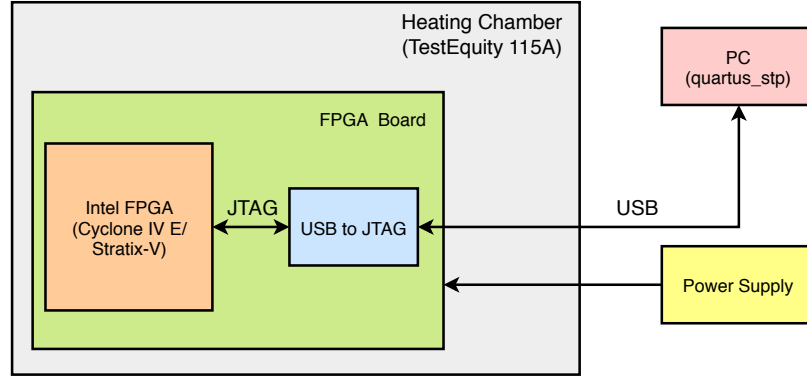 Heating Chamber
(TestEquity 115A)
PC
(quartus_stp)
FPGA Board
Intel FPGA
(Cyclone IV E/
Stratix-V)
JTAG
USB to JTAG
USB
Power Supply